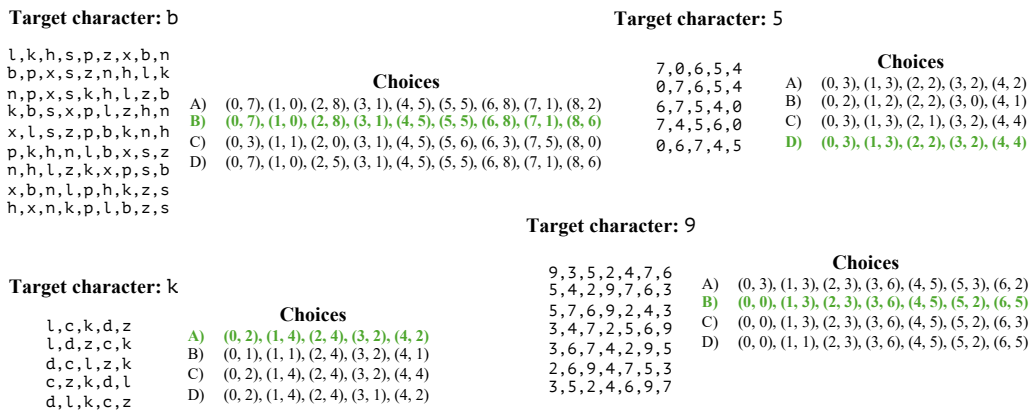 Target character: b
l,k,h,s,p,z,x,b,n
b,p,x,s,z,n,h,l,k
n,p,x,s,k,h,l,z,b
k,b,s,x,p,l,z,h,n
x,l,s,z,p,b,k,n,h
p,k,h,n,l,b,x,s,z
n,h,l,z,k,x,p,s,b
x,b,n,l,p,h,k,z,s
h,x,n,k,p,l,b,z,s
Choices
A) (0, 7), (1, 0), (2, 8), (3, 1), (4, 5), (5, 5), (6, 8), (7, 1), (8, 2)
B) (0, 7), (1, 0), (2, 8), (3, 1), (4, 5), (5, 5), (6, 8), (7, 1), (8, 6)
C) (0, 3), (1, 1), (2, 0), (3, 1), (4, 5), (5, 6), (6, 3), (7, 5), (8, 0)
D) (0, 7), (1, 0), (2, 5), (3, 1), (4, 5), (5, 5), (6, 8), (7, 1), (8, 6)
Target character: 5
7,0,6,5,4
0,7,6,5,4
6,7,5,4,0
7,4,5,6,0
0,6,7,4,5
Choices
A) (0, 3), (1, 3), (2, 2), (3, 2), (4, 2)
B) (0, 2), (1, 2), (2, 2), (3, 0), (4, 1)
C) (0, 3), (1, 3), (2, 1), (3, 2), (4, 4)
D) (0, 3), (1, 3), (2, 2), (3, 2), (4, 4)
Target character: k
l,c,k,d,z
l,d,z,c,k
d,c,l,z,k
c,z,k,d,l
d,l,k,c,z
Choices
A) (0, 2), (1, 4), (2, 4), (3, 2), (4, 2)
B) (0, 1), (1, 1), (2, 4), (3, 2), (4, 1)
C) (0, 2), (1, 4), (2, 4), (3, 2), (4, 4)
D) (0, 2), (1, 4), (2, 4), (3, 1), (4, 2)
Target character: 9
9,3,5,2,4,7,6
5,4,2,9,7,6,3
5,7,6,9,2,4,3
3,4,7,2,5,6,9
3,6,7,4,2,9,5
2,6,9,4,7,5,3
3,5,2,4,6,9,7
Choices
A) (0, 3), (1, 3), (2, 3), (3, 6), (4, 5), (5, 3), (6, 2)
B) (0, 0), (1, 3), (2, 3), (3, 6), (4, 5), (5, 2), (6, 5)
C) (0, 0), (1, 3), (2, 3), (3, 6), (4, 5), (5, 2), (6, 3)
D) (0, 0), (1, 1), (2, 3), (3, 6), (4, 5), (5, 2), (6, 5)